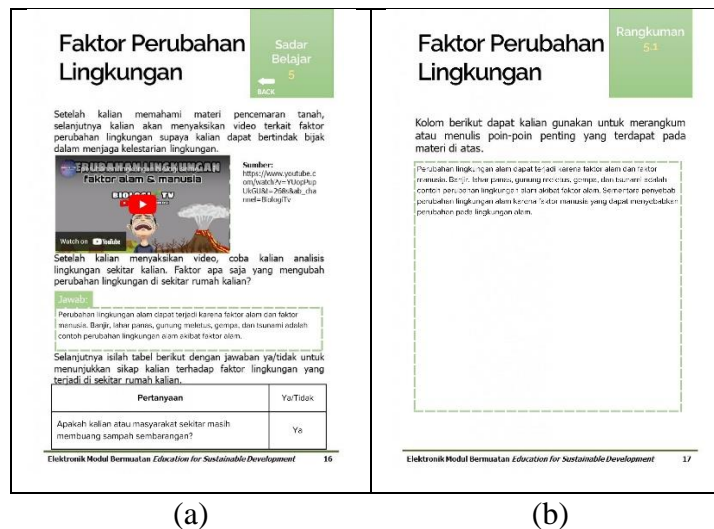 Faktor Perubahan
Lingkungan
Sadar
Belajar
5
BACK
Setelah kalian memahami materi pencemaran tanah,
selanjutnya kalian akan menyaksikan video terkait faktor
perubahan lingkungan supaya kalian dapat bertindak bijak
dalam menjaga kelestarian lingkungan.
PERUBAHAN LINGKUNGAN
faktor alam & manusia
BIOLOGI TV
Watch on YouTube
Sumber:
https://www.youtube.c
Setelah kalian menyaksikan video, coba kalian analisis
lingkungan sekitar kalian. Faktor apa saja yang mengubah
perubahan lingkungan di sekitar rumah kalian?
Jawab:
Perubahan lingkungan alam dapat terjadi karena faktor alam dan faktor
manusia. Banjir, lahar panas, gunung meletus, gempa, dan tsunami adalah
contoh perubahan lingkungan alam akibat faktor alam.
Selanjutnya isilah tabel berikut dengan jawaban ya/tidak untuk
menunjukkan sikap kalian terhadap faktor lingkungan yang
terjadi di sekitar rumah kalian.
Pertanyaan Ya/Tidak
Apakah kalian atau masyarakat sekitar masih
membuang sampah sembarangan? Ya
Elektronik Modul Bermuatan Education for Sustainable Development 16
(a)
Faktor Perubahan
Lingkungan
Rangkuman
5.1
Kolom berikut dapat kalian gunakan untuk merangkum
atau menulis poin-poin penting yang terdapat pada
materi di atas.
Perubahan lingkungan alam dapat terjadi karena faktor alam dan faktor
manusia. Banjir, lahar panas, gunung meletus, gempa, dan tsunami adalah
contoh perubahan lingkungan alam akibat faktor alam. Sementara penyebab
perubahan lingkungan alam karena faktor manusia yang dapat menyebabkan
perubahan pada lingkungan alam.
Elektronik Modul Bermuatan Education for Sustainable Development 17
(b)